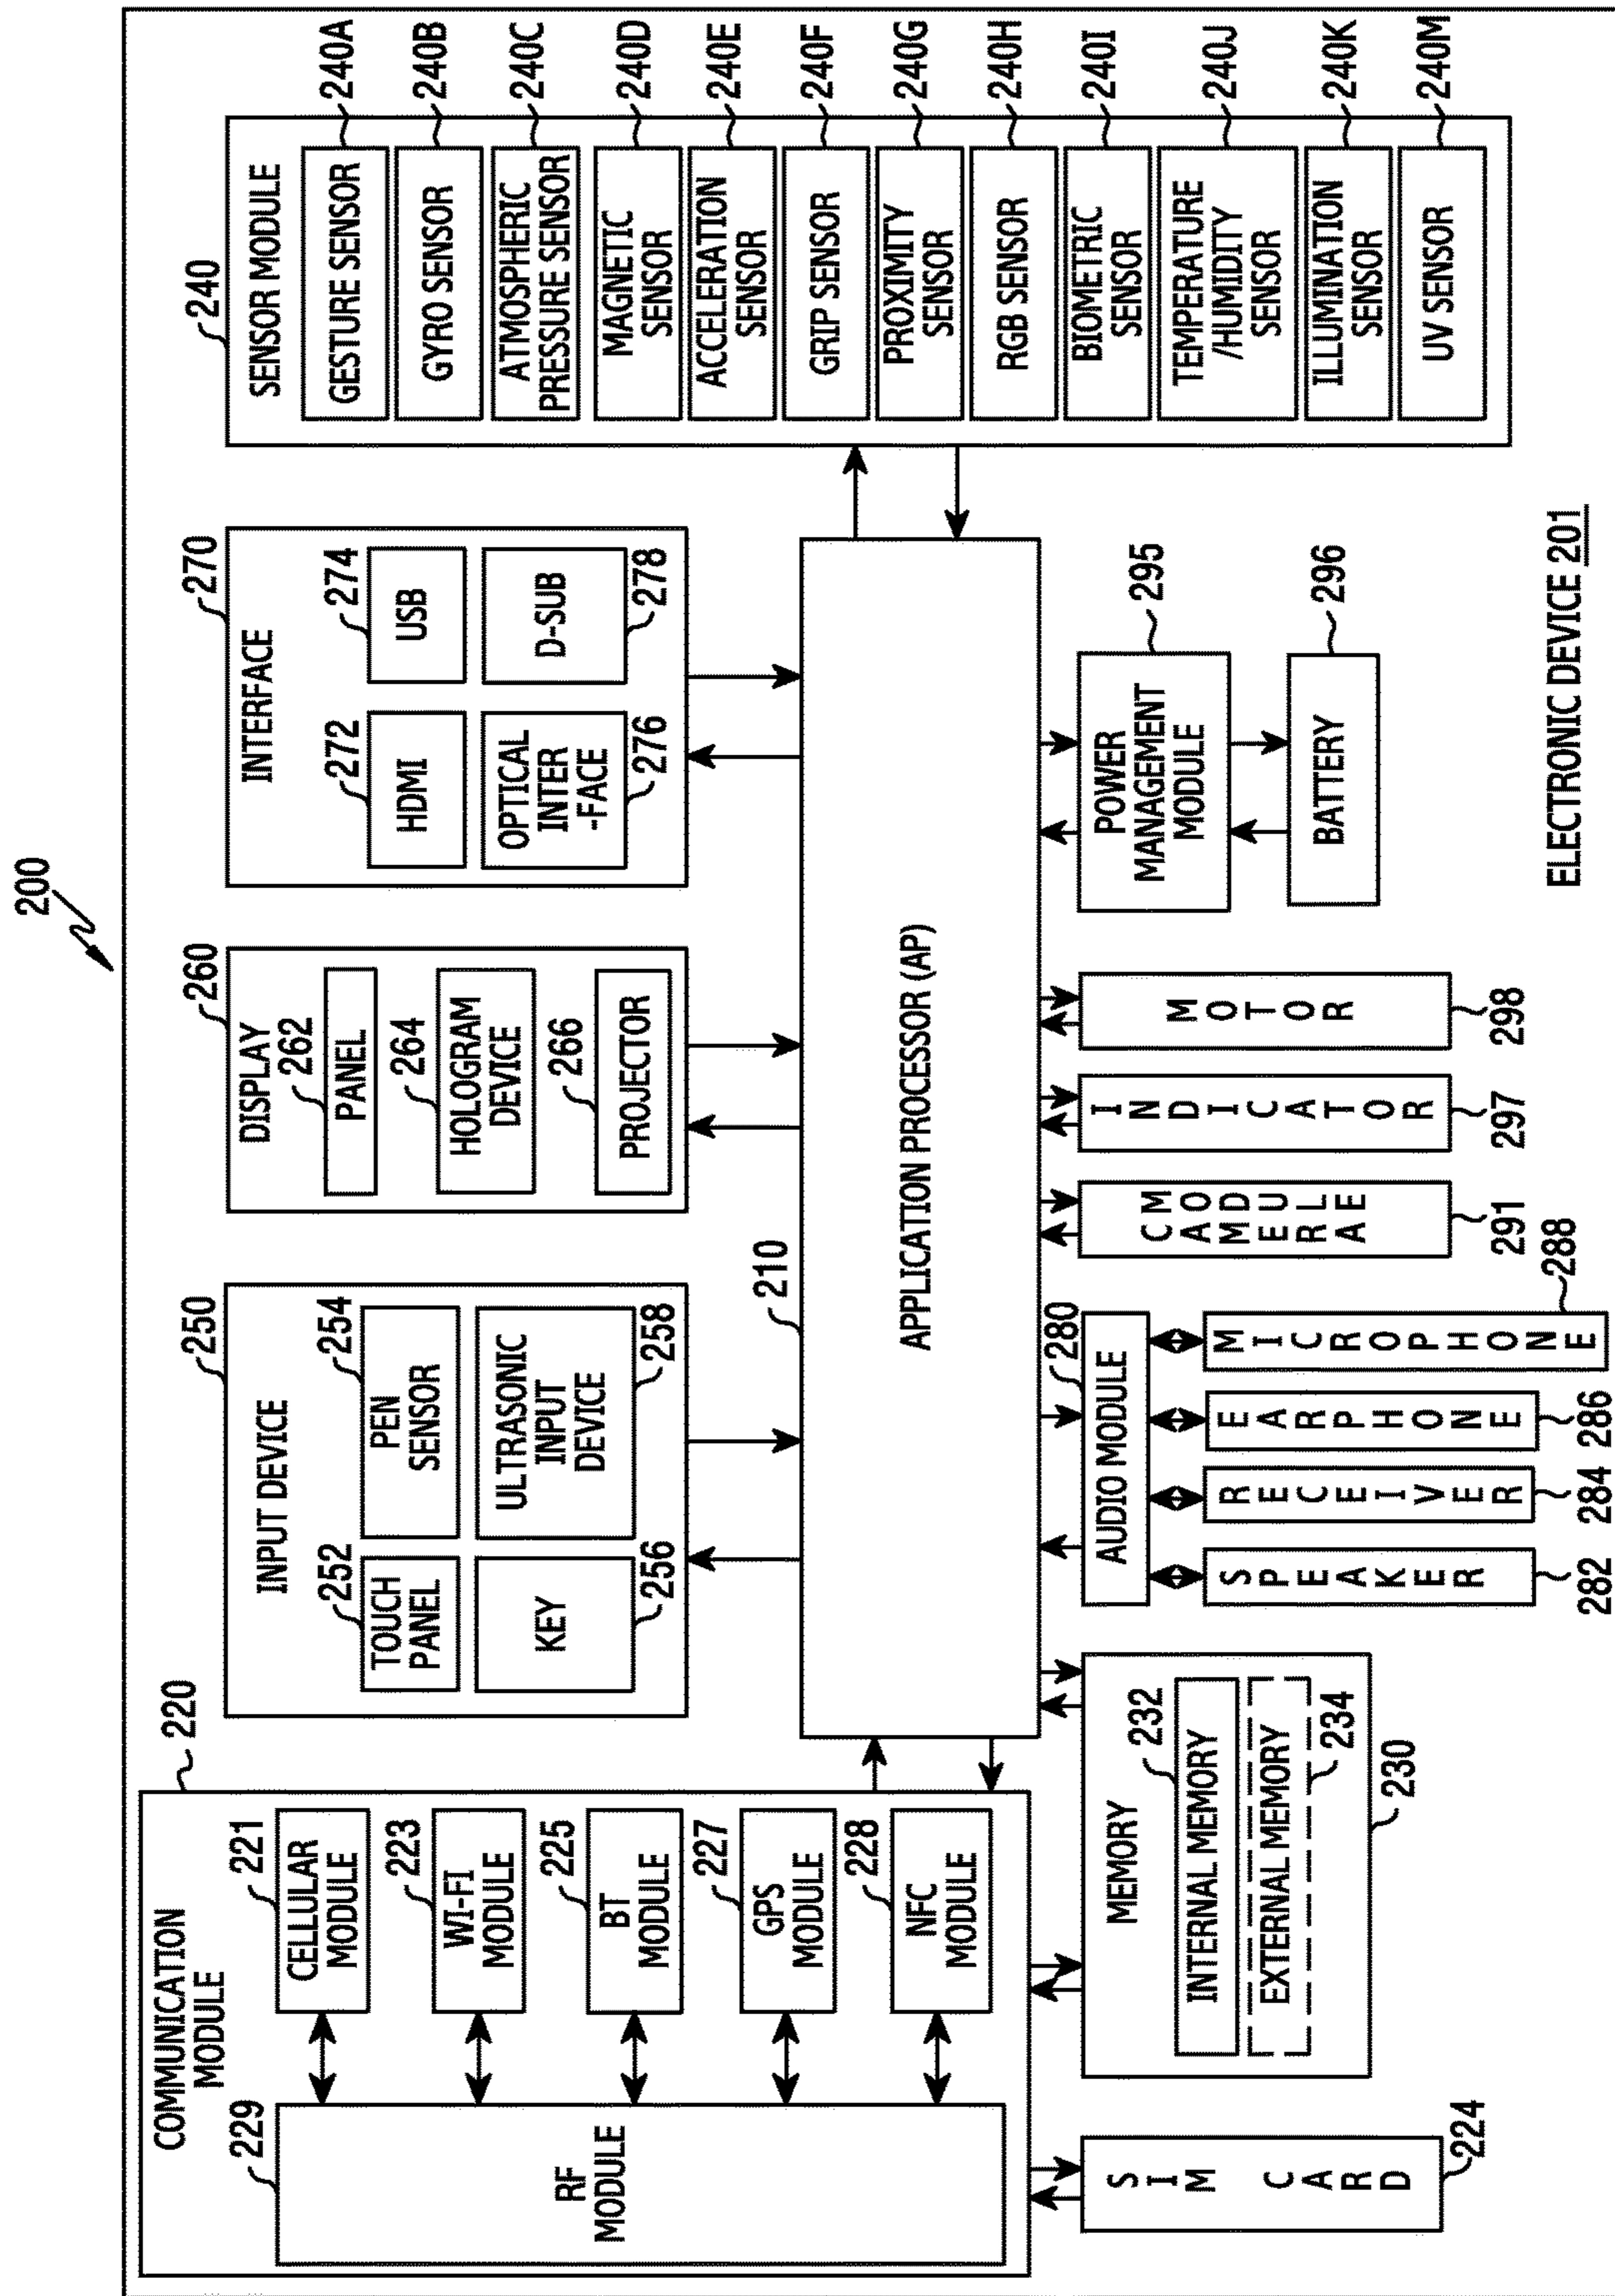 200
COMMUNICATION
MODULE
220
229
RF
MODULE
221
CELLULAR
MODULE
223
WI-FI
MODULE
225
BT
MODULE
227
GPS
MODULE
228
NFC
MODULE
250
INPUT DEVICE
252
TOUCH
PANEL
254
PEN
SENSOR
KEY
256
ULTRASONIC
INPUT
DEVICE
258
260
DISPLAY
262
PANEL
264
HOLOGRAM
DEVICE
266
PROJECTOR
270
INTERFACE
272
HDMI
274
USB
OPTICAL
INTER
-FACE
276
D-SUB
278
240
SENSOR MODULE
GESTURE SENSOR
240A
GYRO SENSOR
240B
ATMOSPHERIC
PRESSURE SENSOR
240C
MAGNETIC
SENSOR
240D
ACCELERATION
SENSOR
240E
GRIP SENSOR
240F
PROXIMITY
SENSOR
240G
RGB SENSOR
240H
BIOMETRIC
SENSOR
240I
TEMPERATURE
/HUMIDITY
SENSOR
240J
ILLUMINATION
SENSOR
240K
UV SENSOR
240M
210
APPLICATION PROCESSOR (AP)
SIM CARD
224
MEMORY
232
INTERNAL MEMORY
EXTERNAL MEMORY
234
230
280
AUDIO MODULE
SPEAKER
282
RECEIVER
284
EARPHONE
286
MICROPHONE
288
CAMERA
MODULE
291
INDICATOR
297
MOTOR
298
POWER
MANAGEMENT
MODULE
295
BATTERY
296
ELECTRONIC DEVICE 201